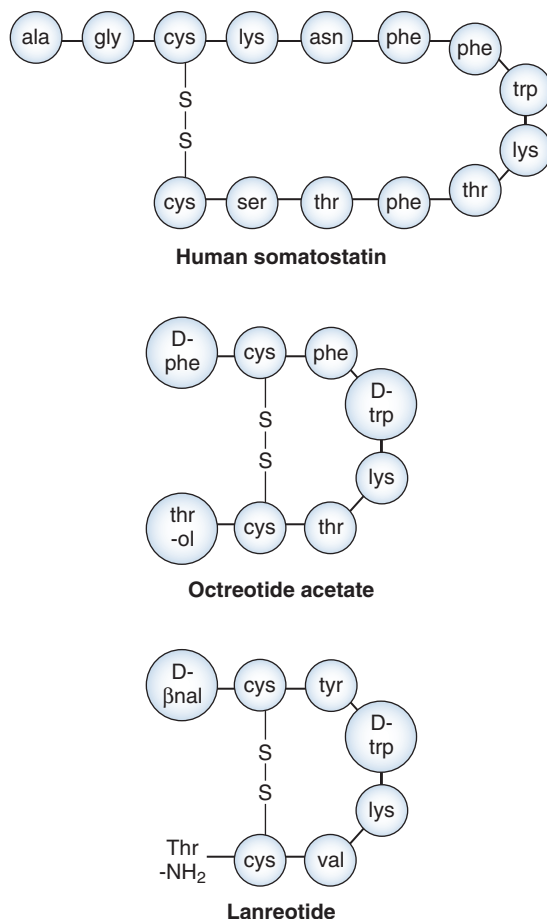 ala gly cys lys asn phe phe
trp
S
S
lys
cys ser thr phe thr
Human somatostatin
D-
phe cys phe
D-
trp
S
S
lys
thr
-ol cys thr
Octreotide acetate
D-
βnal cys tyr
D-
trp
S
S
lys
Thr
-NH₂ cys val
Lanreotide